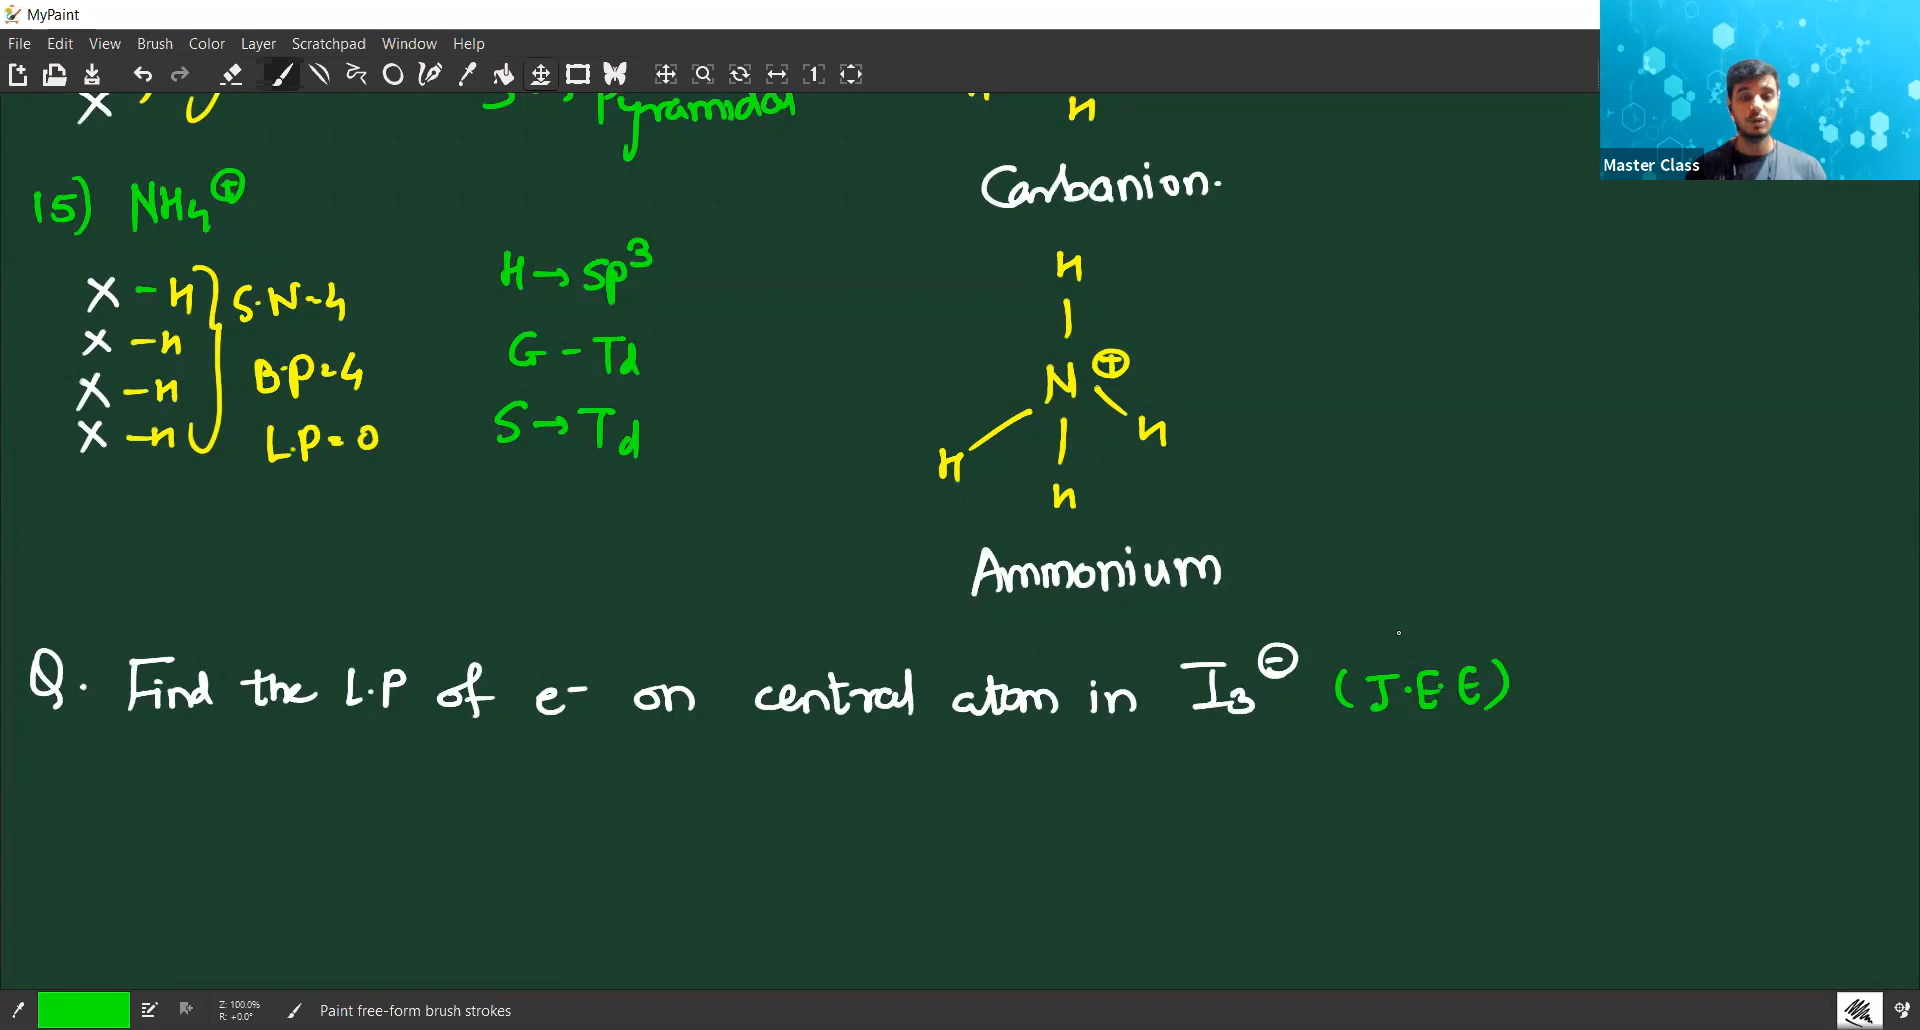 MyPaint
File Edit View Brush Color Layer Scratchpad Window Help
Master Class
Pyramidal
H
Carbanion.
15) NH4⊕
X - H
X - H
X - H
X - H
S.N - 4
B.P = 4
L.P = 0
H → sp³
G - Td
S → Td
H
N ⊕
H
H
H
Ammonium
Q. Find the L.P of e- on central atom in I3⊖ (J.E.E)
Z: 100.0%
R: +0.0°
Paint free-form brush strokes